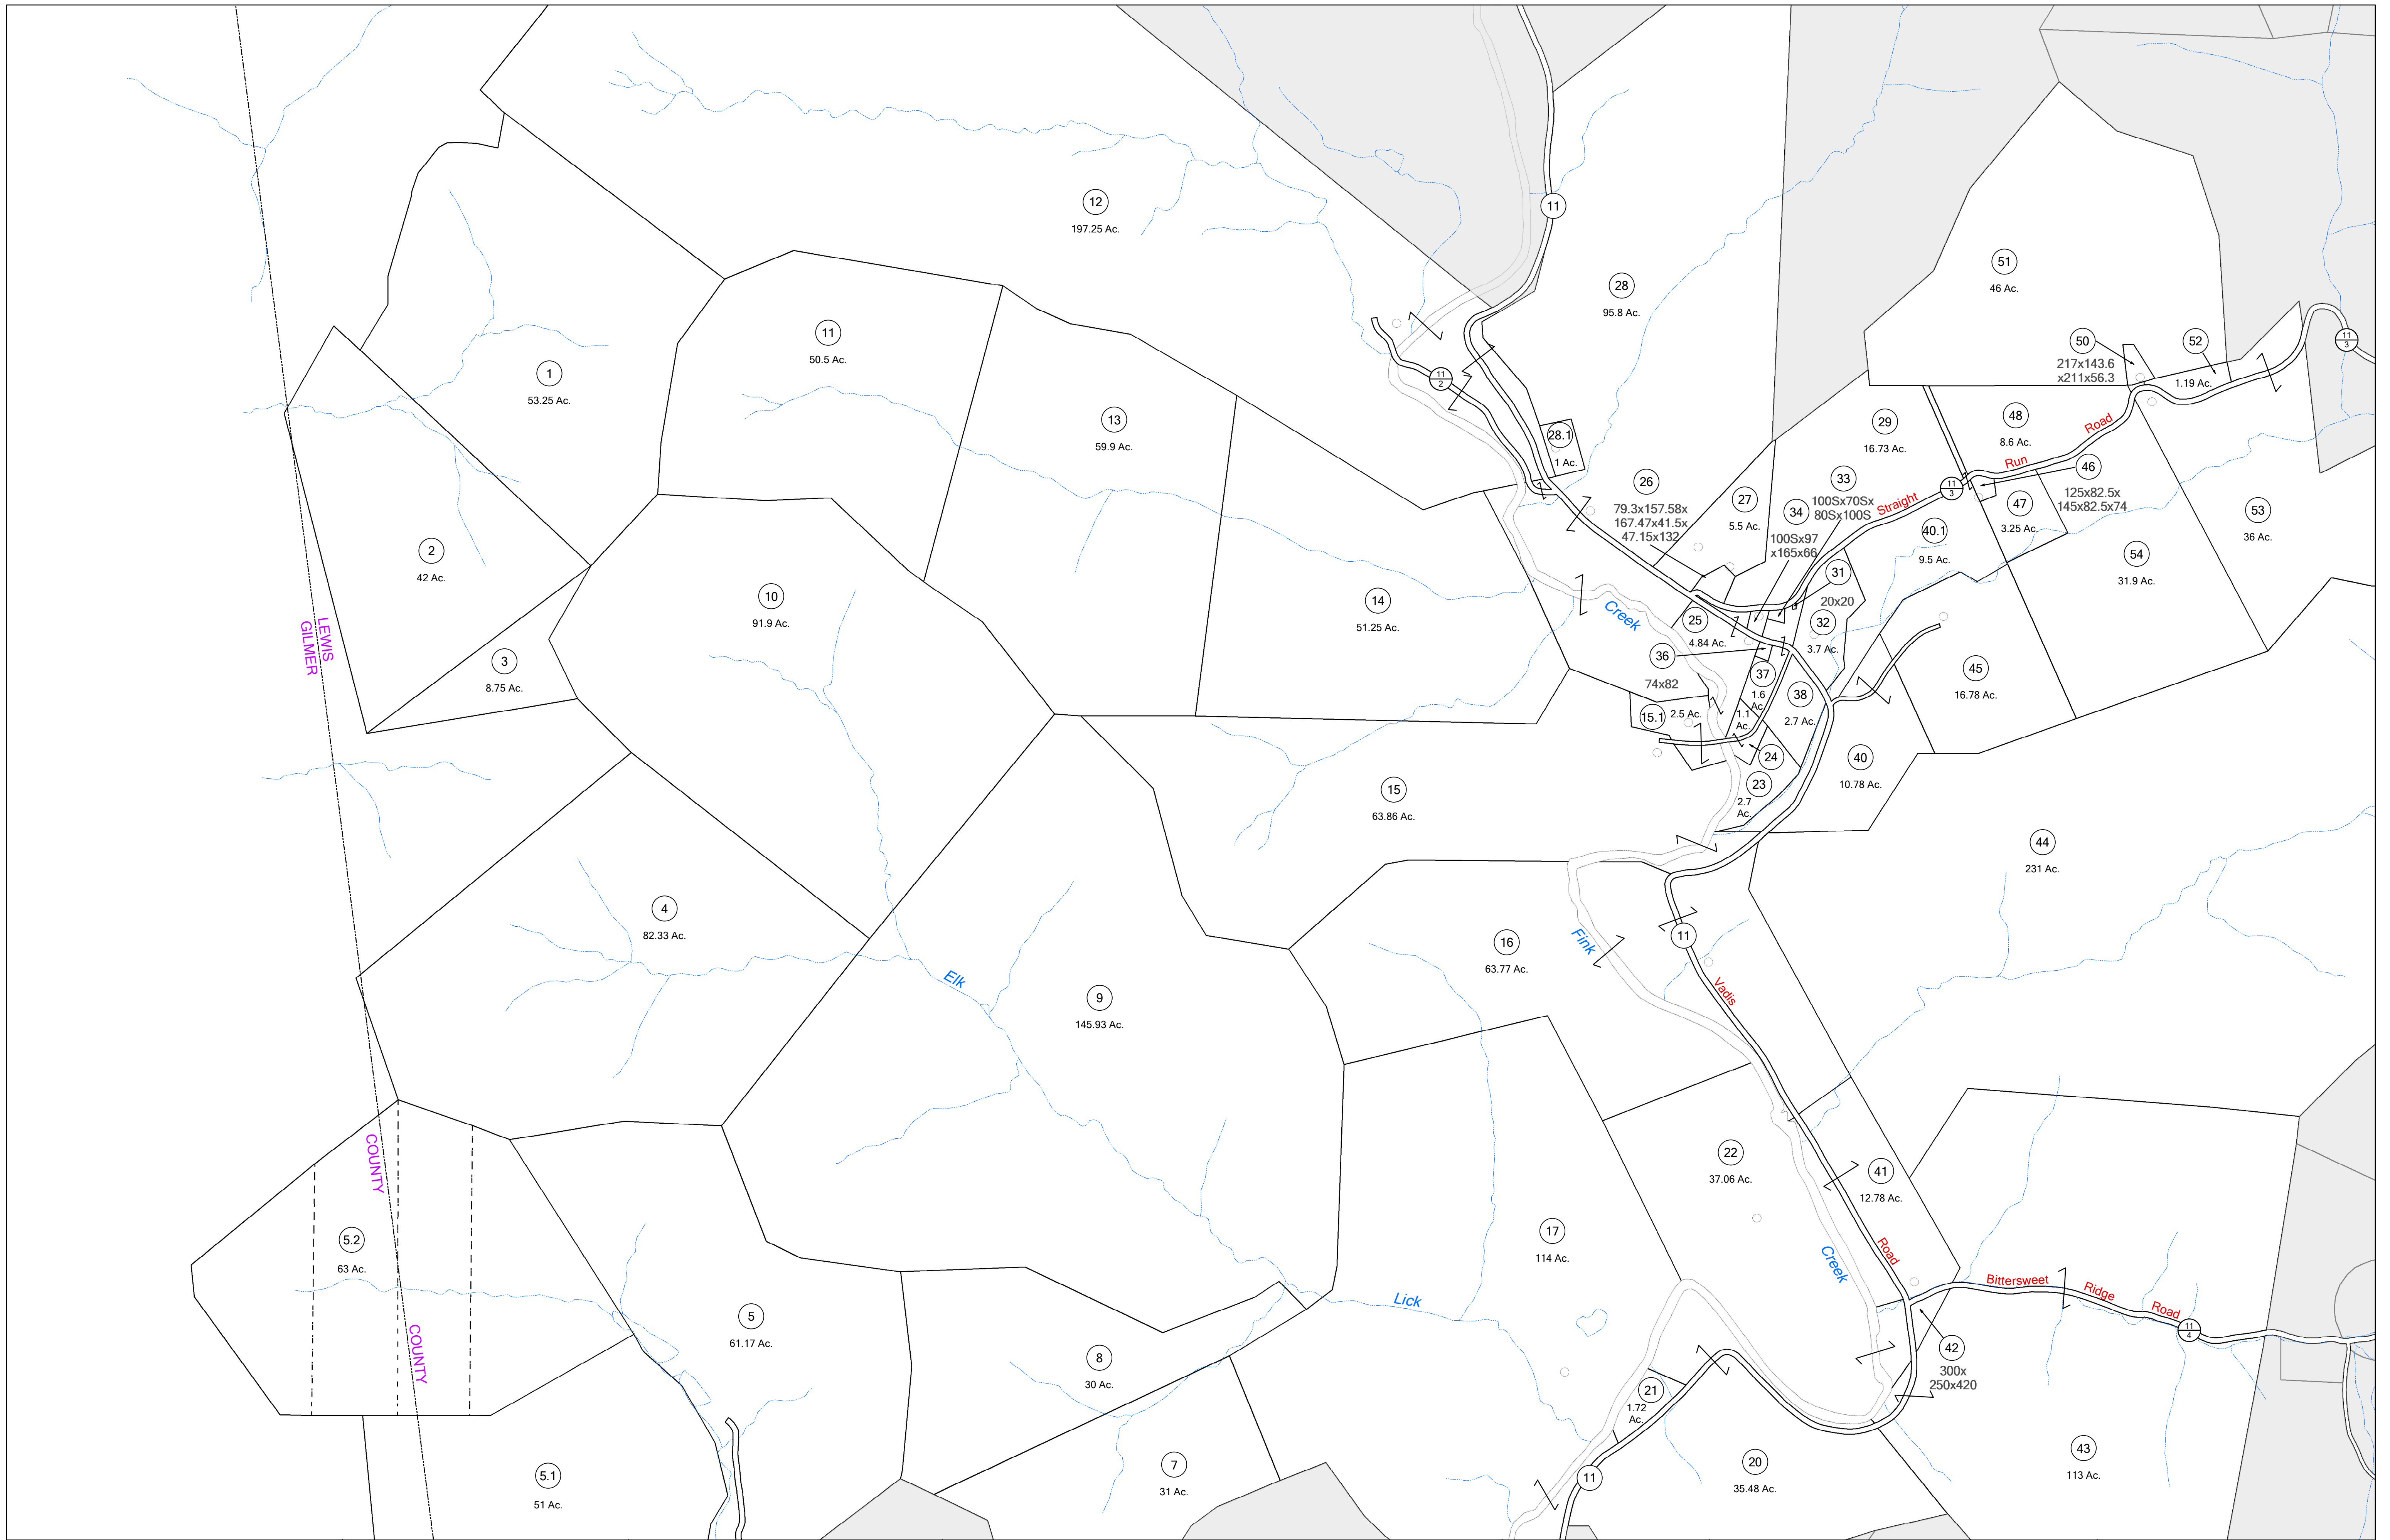 12
197.25 Ac.
11
28
95.8 Ac.
51
46 Ac.
11
50.5 Ac.
1
53.25 Ac.
11
2
50
217x143.6
x211x56.3
52
1.19 Ac.
11
3
13
59.9 Ac.
28.1
1 Ac.
29
16.73 Ac.
48
8.6 Ac.
Straight
Run
Road
26
79.3x157.58x
167.47x41.5x
47.15x132
27
5.5 Ac.
33
100Sx70Sx
80Sx100S
34
100Sx97
x165x66
11
3
46
125x82.5x
145x82.5x74
47
3.25 Ac.
53
36 Ac.
2
42 Ac.
40.1
9.5 Ac.
54
31.9 Ac.
10
91.9 Ac.
14
51.25 Ac.
31
20x20
Creek
25
4.84 Ac.
32
3.7 Ac.
LEWIS
GILMER
3
8.75 Ac.
36
74x82
37
1.6
Ac.
38
2.7 Ac.
45
16.78 Ac.
15.1
2.5 Ac.
1.1
Ac.
24
23
2.7
Ac.
40
10.78 Ac.
15
63.86 Ac.
44
231 Ac.
4
82.33 Ac.
16
63.77 Ac.
Fink
11
Vadis
Elk
9
145.93 Ac.
COUNTY
22
37.06 Ac.
41
12.78 Ac.
5.2
63 Ac.
17
114 Ac.
Creek
Road
Bittersweet
Ridge
Road
11
4
Lick
5
61.17 Ac.
COUNTY
8
30 Ac.
42
300x
250x420
21
1.72
Ac.
5.1
51 Ac.
7
31 Ac.
11
20
35.48 Ac.
43
113 Ac.